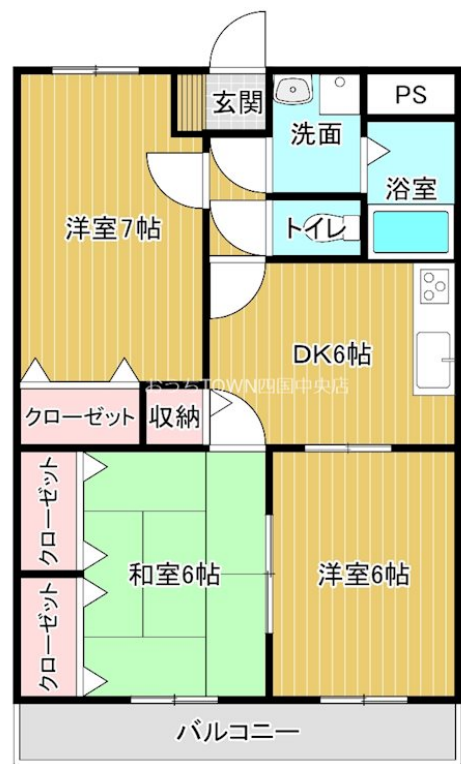 玄関
洗面
PS
浴室
洋室7帖
トイレ
DK6帖
おうちTOWN四国中央店
クローゼット
収納
クローゼット
和室6帖
洋室6帖
クローゼット
バルコニー